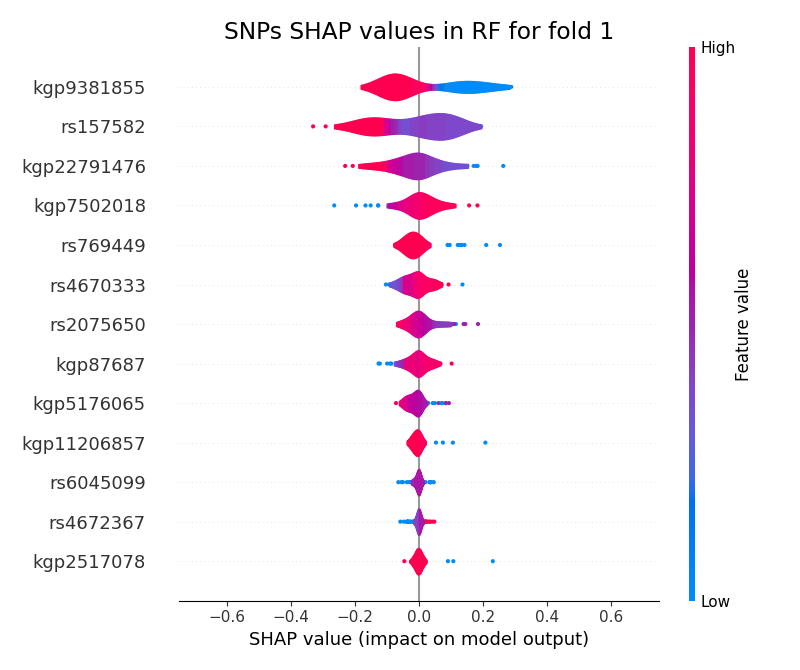 SNPs SHAP values in RF for fold 1
High
kgp9381855
rs157582
kgp22791476
kgp7502018
rs769449
rs4670333
rs2075650
kgp87687
kgp5176065
kgp11206857
rs6045099
rs4672367
kgp2517078
Feature value
Low
−0.6 −0.4 −0.2 0.0 0.2 0.4 0.6
SHAP value (impact on model output)